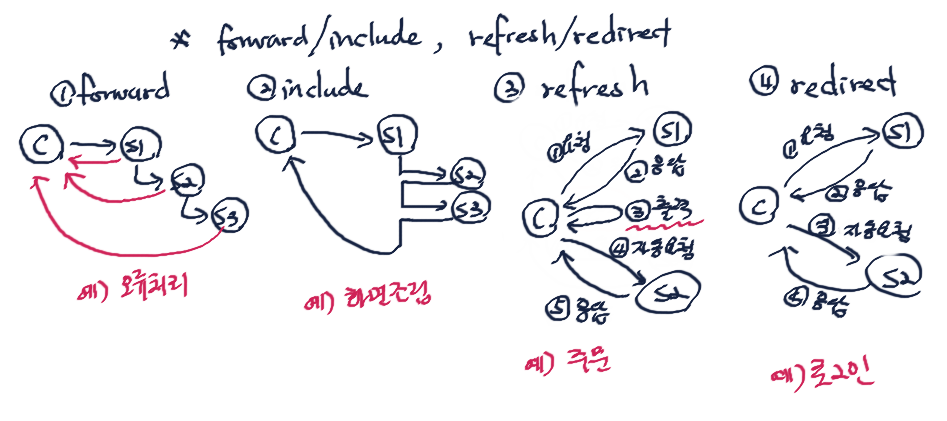 * forward/include, refresh/redirect
① forward
C
S1
S2
S3
예) 오류처리
② include
C
S1
S2
S3
예) 화면조립
③ refresh
S1
① 요청
② 응답
C
③ 출력
④ 자동요청
S2
⑤ 응답
예) 주문
④ redirect
S1
① 요청
② 응답
C
③ 자동요청
S2
④ 응답
예) 로그인